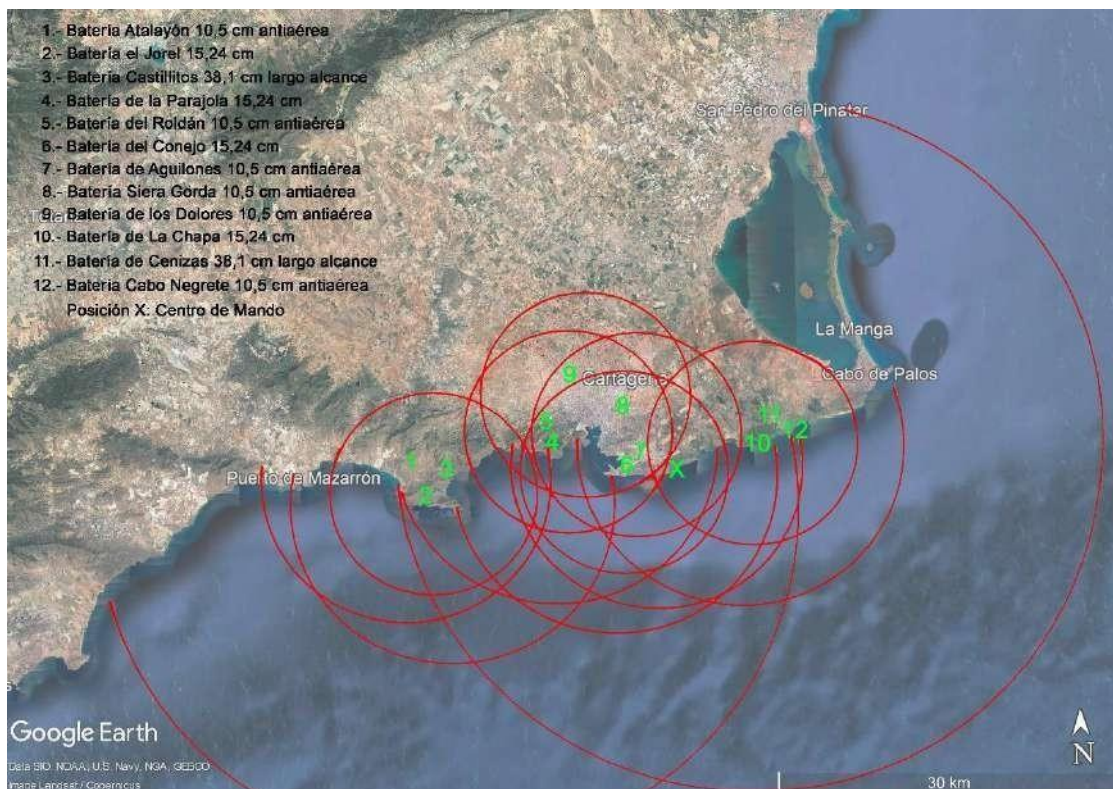 1.- Batería Atalayón 10,5 cm antiaérea
2.- Batería el Jorel 15,24 cm
3.- Batería Castillitos 38,1 cm largo alcance
4.- Batería de la Parajola 15,24 cm
5.- Batería del Roldán 10,5 cm antiaérea
6.- Batería del Conejo 15,24 cm
7.- Batería de Aguilones 10,5 cm antiaérea
8.- Batería Siera Gorda 10,5 cm antiaérea
9.- Batería de los Dolores 10,5 cm antiaérea
10.- Batería de La Chapa 15,24 cm
11.- Batería de Cenizas 38,1 cm largo alcance
12.- Batería Cabo Negrete 10,5 cm antiaérea
Posición X: Centro de Mando
San Pedro del Pinatar
La Manga
Cabo de Palos
9
Cartagena
8
5
4
11
12
10
7
6
X
1
3
2
Puerto de Mazarrón
Google Earth
Data SIO, NOAA, U.S. Navy, NGA, GEBCO
Image Landsat / Copernicus
30 km
N